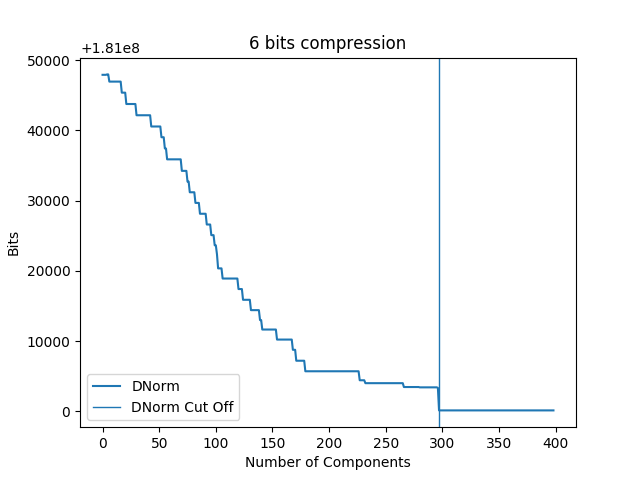 6 bits compression
+1.81e8
50000
40000
30000
20000
10000
0
Bits
DNorm
DNorm Cut Off
0 50 100 150 200 250 300 350 400
Number of Components